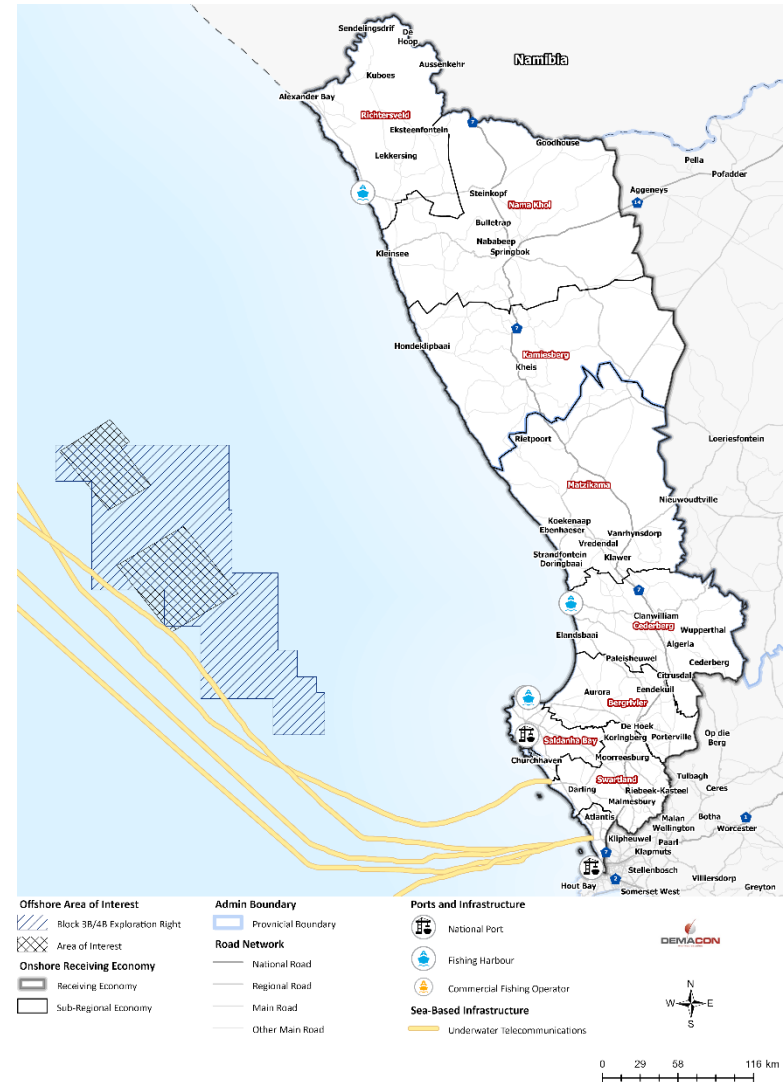 Sendelingsdrif
De
Hoop
Aussenkehr
Namibia
Kuboes
Alexander Bay
Richtersveld
Eksteenfontein
7
Goodhouse
Lekkersing
Pella
Pofadder
Aggeneys
14
Steinkopf
Nama Khoi
Bulletrap
Nababeep
Springbok
Kleinsee
7
Hondeklipbaai
Kamiesberg
Kheis
Rietpoort
Loeriesfontein
Matzikama
Nieuwoudtville
Koekenaap
Ebenhaeser
Vanrhynsdorp
Vredendal
Strandfontein
Klawer
Doringbaai
7
Clanwilliam
Cederberg
Wupperthal
Elandsbaai
Algeria
Paleisheuwel
Cederberg
Citrusdal
Aurora
Eendekuil
Bergrivier
De Hoek
Saldanha Bay
Koringberg
Porterville
Op die
Berg
Moorreesburg
Churchhaven
Swartland
Tulbagh
Darling
Riebeek-Kasteel
Ceres
Malmesbury
Atlantis
Malan
Botha
1
Wellington
Worcester
Klipheuwel
Paarl
7
Klapmuts
Stellenbosch
2
Villiersdorp
Hout Bay
Somerset West
Greyton
Offshore Area of Interest
Block 3B/4B Exploration Right
Area of Interest
Onshore Receiving Economy
Receiving Economy
Sub-Regional Economy
Admin Boundary
Provnicial Boundary
Road Network
National Road
Regional Road
Main Road
Other Main Road
Ports and Infrastructure
National Port
Fishing Harbour
Commercial Fishing Operator
Sea-Based Infrastructure
Underwater Telecommunications
DEMACON
N
W E
S
0 29 58 116 km